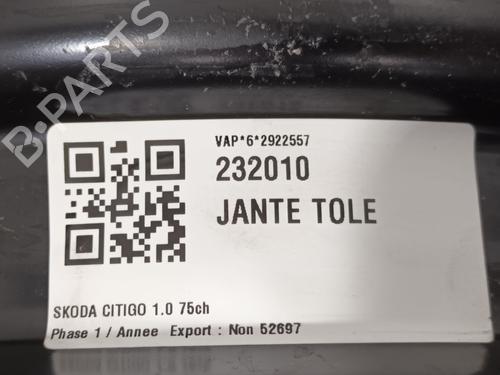 B-PARTS
VAP*6*2922557
232010
JANTE TOLE
SKODA CITIGO 1.0 75ch
Phase 1 / Annee Export : Non 52697